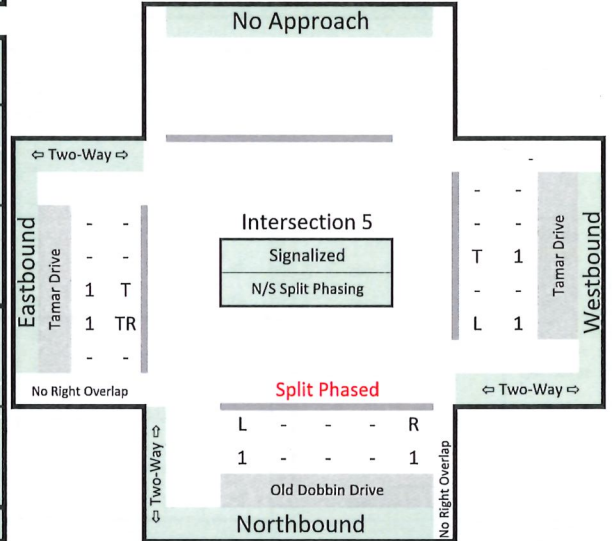 No Approach
⇦ Two-Way ⇨
-
Eastbound
Tamar Drive
- -
- -
1 T
1 TR
- -
No Right Overlap
Intersection 5
Signalized
N/S Split Phasing
- -
- -
T 1
- -
L 1
Tamar Drive
Westbound
⇦ Two-Way ⇨
Split Phased
L - - - R
1 - - - 1
Old Dobbin Drive
Northbound
⇦ Two-Way ⇨
No Right Overlap